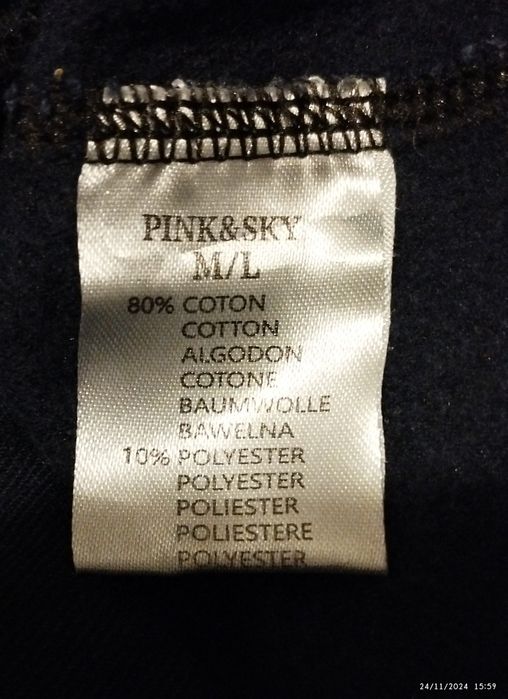 PINK&SKY
M/L
80% COTON
COTTON
ALGODON
COTONE
BAUMWOLLE
BAWELNA
10% POLYESTER
POLYESTER
POLIESTER
POLIESTERE
POLYESTER
24/11/2024 15:59